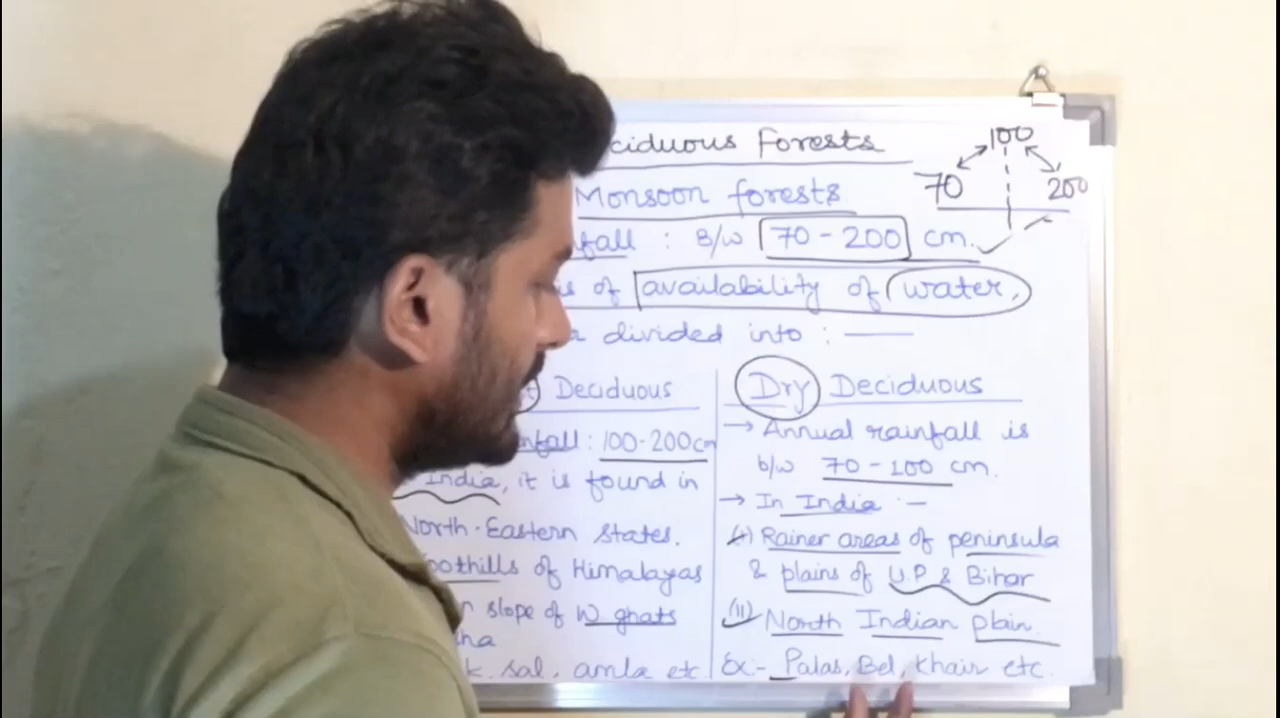 ciduous Forests
Monsoon forests
100
70 200
fall : B/w 70 - 200 cm.
of availability of water,
divided into : —
Deciduous
nfall : 100-200cm
India, it is found in
North-Eastern States.
oothills of Himalayas
slope of W ghats
sal, amla etc
Dry Deciduous
→ Annual rainfall is
b/w 70 - 100 cm.
→ In India :-
(i) Rainer areas of peninsula
& plains of U.P & Bihar
(ii) North Indian plain.
Ex:- Palas, Bel, Khair etc.